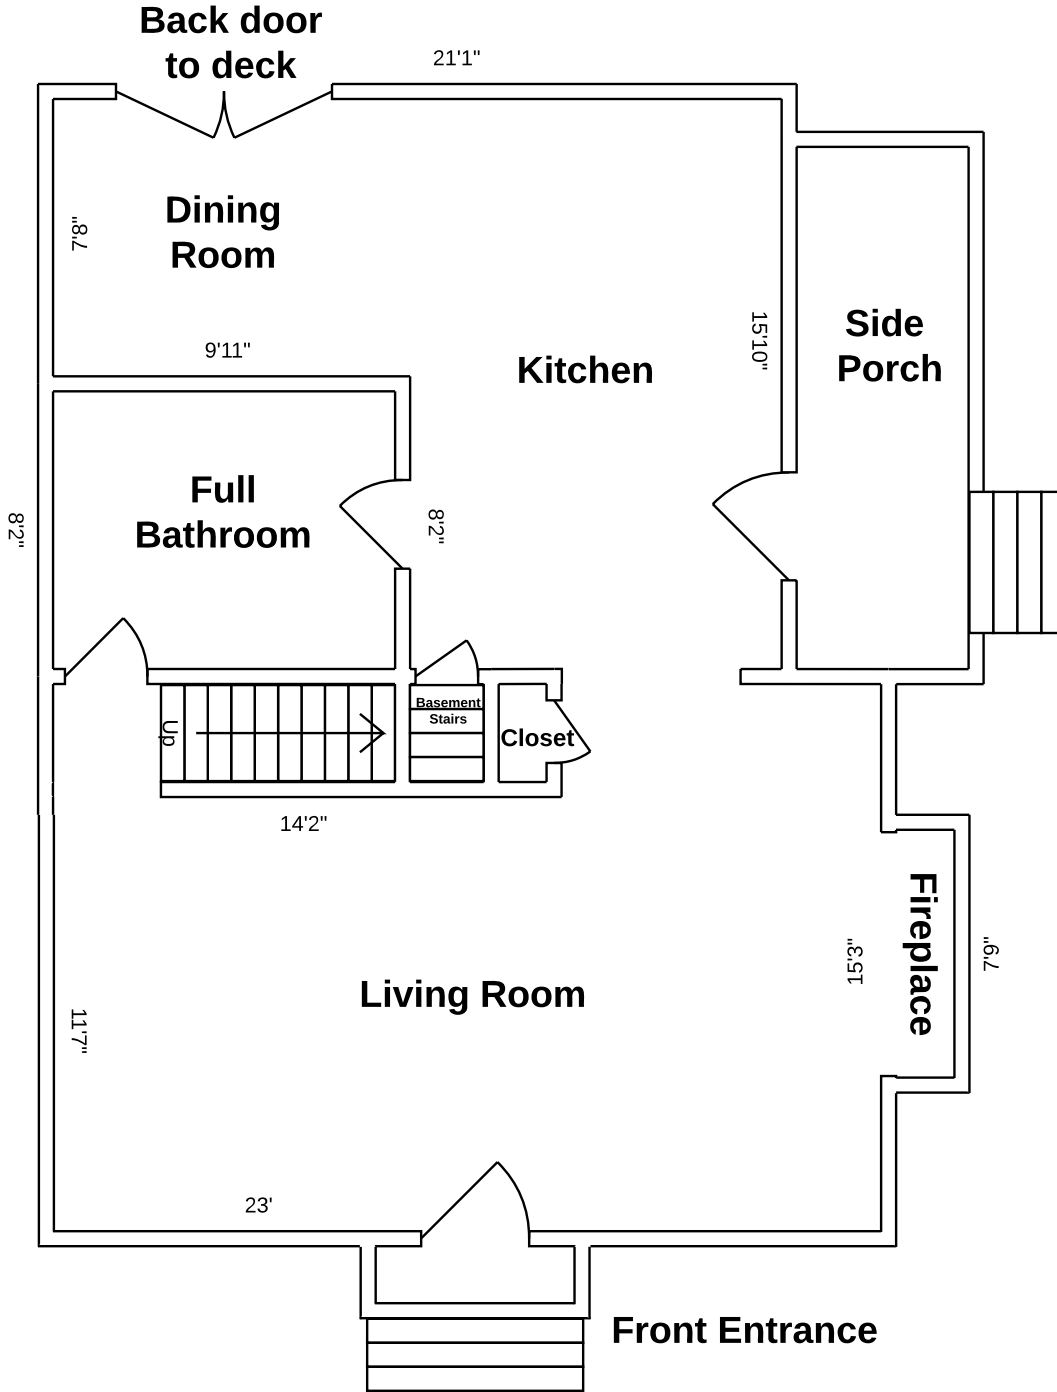 Back door
to deck
21'1"
7'8"
Dining
Room
9'11"
Kitchen
15'10"
Side
Porch
Full
Bathroom
8'2"
8'2"
Up
Basement
Stairs
Closet
14'2"
Fireplace
15'3"
7'9"
Living Room
11'7"
23'
Front Entrance